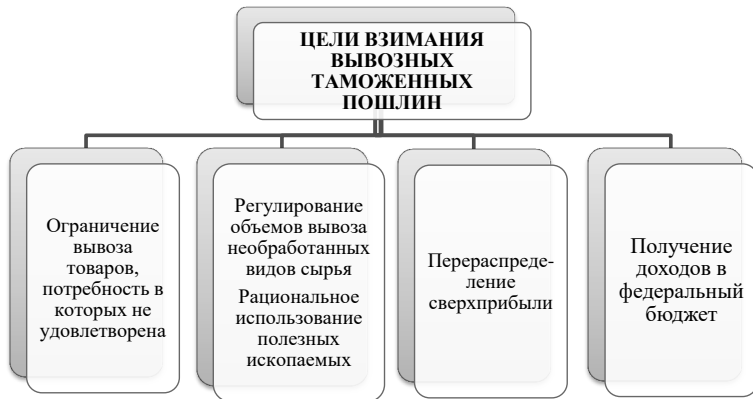 ЦЕЛИ ВЗИМАНИЯ
ВЫВОЗНЫХ
ТАМОЖЕННЫХ
ПОШЛИН
Ограничение
вывоза
товаров,
потребность в
которых не
удовлетворена
Регулирование
объемов вывоза
необработанных
видов сырья
Рациональное
использование
полезных
ископаемых
Перераспреде-
ление
сверхприбыли
Получение
доходов в
федеральный
бюджет